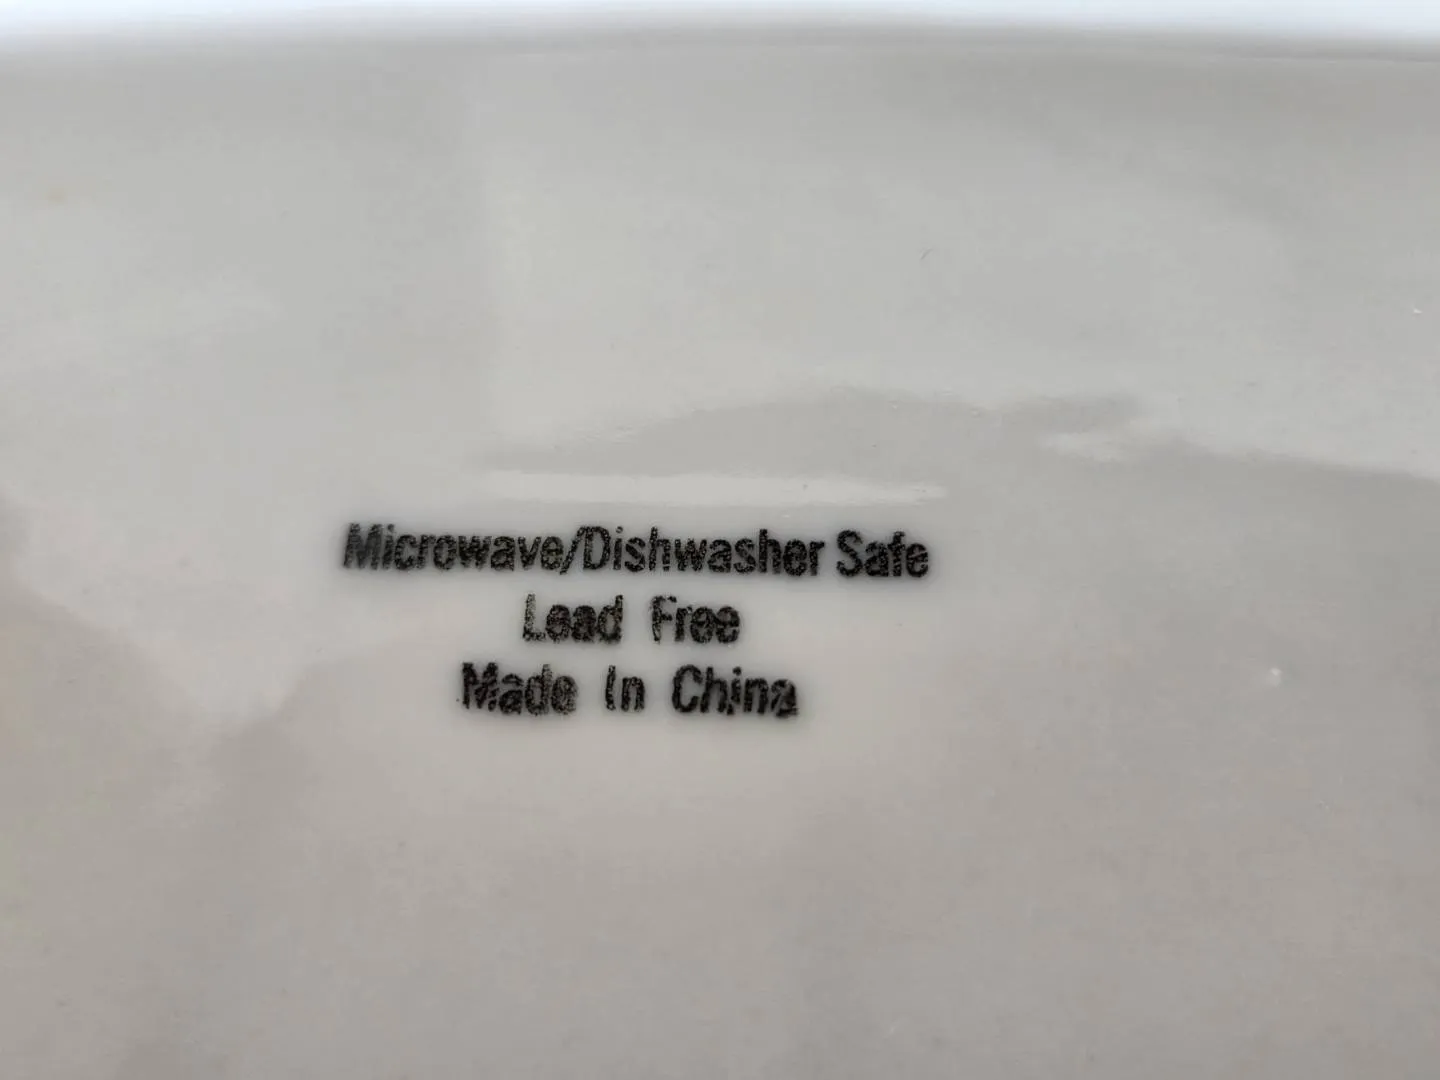 Microwave/Dishwasher Safe
Lead Free
Made In China